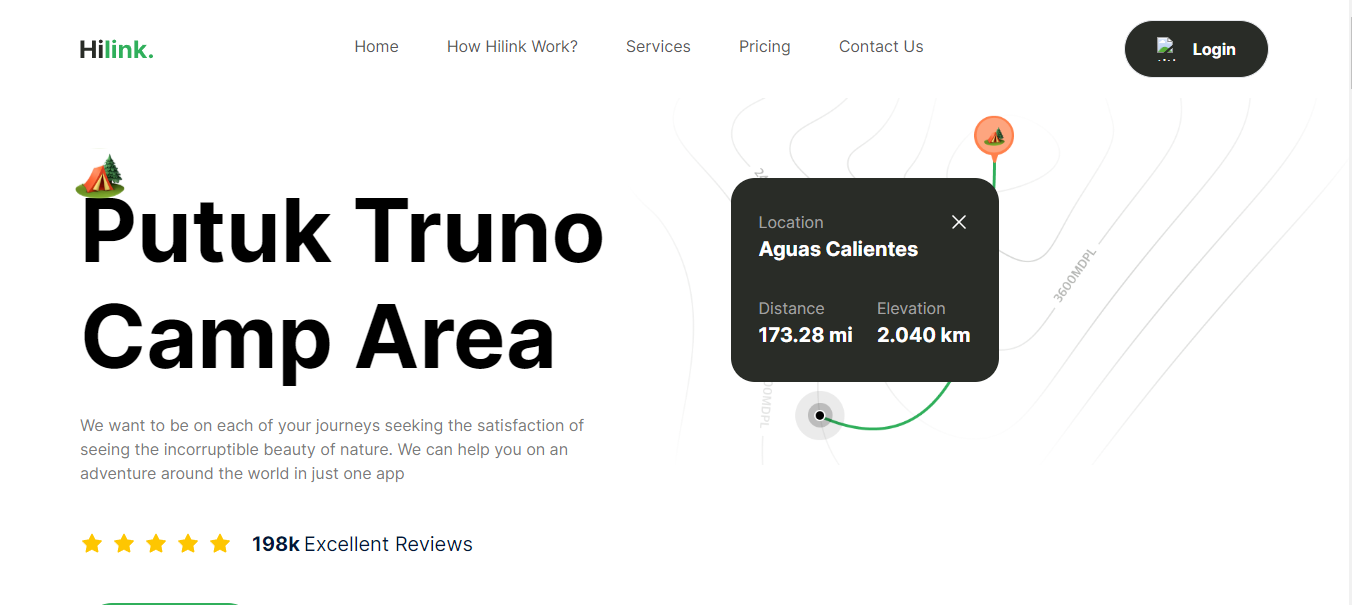 Hilink.
Home
How Hilink Work?
Services
Pricing
Contact Us
Login
Putuk Truno
Camp Area
We want to be on each of your journeys seeking the satisfaction of
seeing the incorruptible beauty of nature. We can help you on an
adventure around the world in just one app
198k Excellent Reviews
Location
Aguas Calientes
Distance
Elevation
173.28 mi
2.040 km
3600MDPL